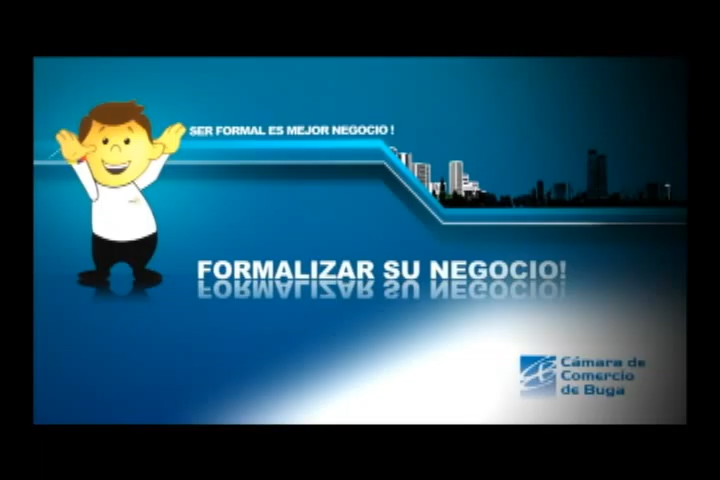 SER FORMAL ES MEJOR NEGOCIO!
FORMALIZAR SU NEGOCIO!
Cámara de
Comercio
de Buga